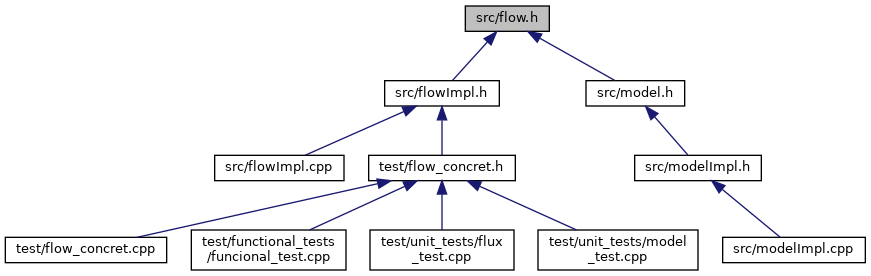 src/flow.h
src/flowImpl.h
src/model.h
src/flowImpl.cpp
test/flow_concret.h
src/modelImpl.h
test/flow_concret.cpp
test/functional_tests
/funcional_test.cpp
test/unit_tests/flux
_test.cpp
test/unit_tests/model
_test.cpp
src/modelImpl.cpp